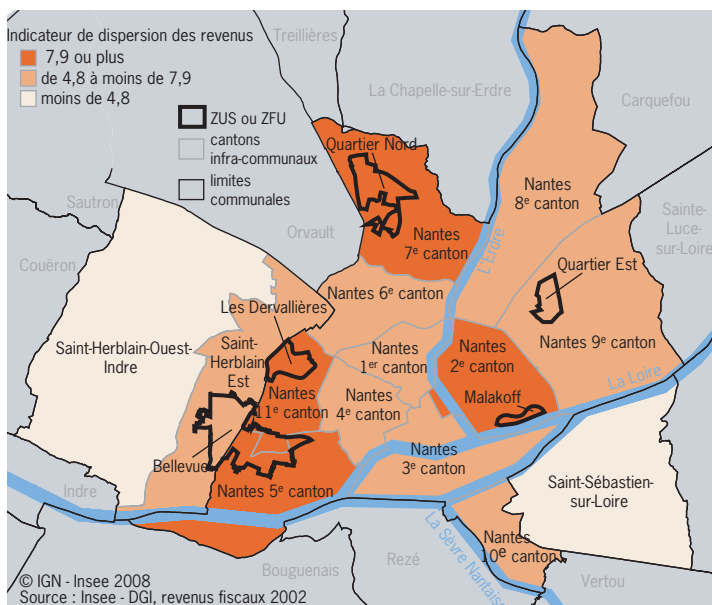 Indicateur de dispersion des revenus
7,9 ou plus
de 4,8 à moins de 7,9
moins de 4,8
ZUS ou ZFU
cantons
infra-communaux
limites
communales
Treillières
La Chapelle-sur-Erdre
Carquefou
Quartier Nord
Sautron
Orvault
Nantes
7e canton
Nantes
8e canton
Sainte-
Luce-
sur-Loire
L'Erdre
Couëron
Quartier Est
Nantes 6e canton
Les Dervallières
Saint-Herblain-Ouest-
Indre
Saint-
Herblain
Est
Nantes
1er canton
Nantes
2e canton
Nantes 9e canton
La Loire
Nantes
11e canton
Nantes
4e canton
Malakoff
Bellevue
Nantes
3e canton
Indre
Nantes 5e canton
Saint-Sébastien-
sur-Loire
La Sèvre Nantaise
Nantes
10e canton
Bouguenais
Rezé
Vertou
© IGN - Insee 2008
Source : Insee - DGI, revenus fiscaux 2002